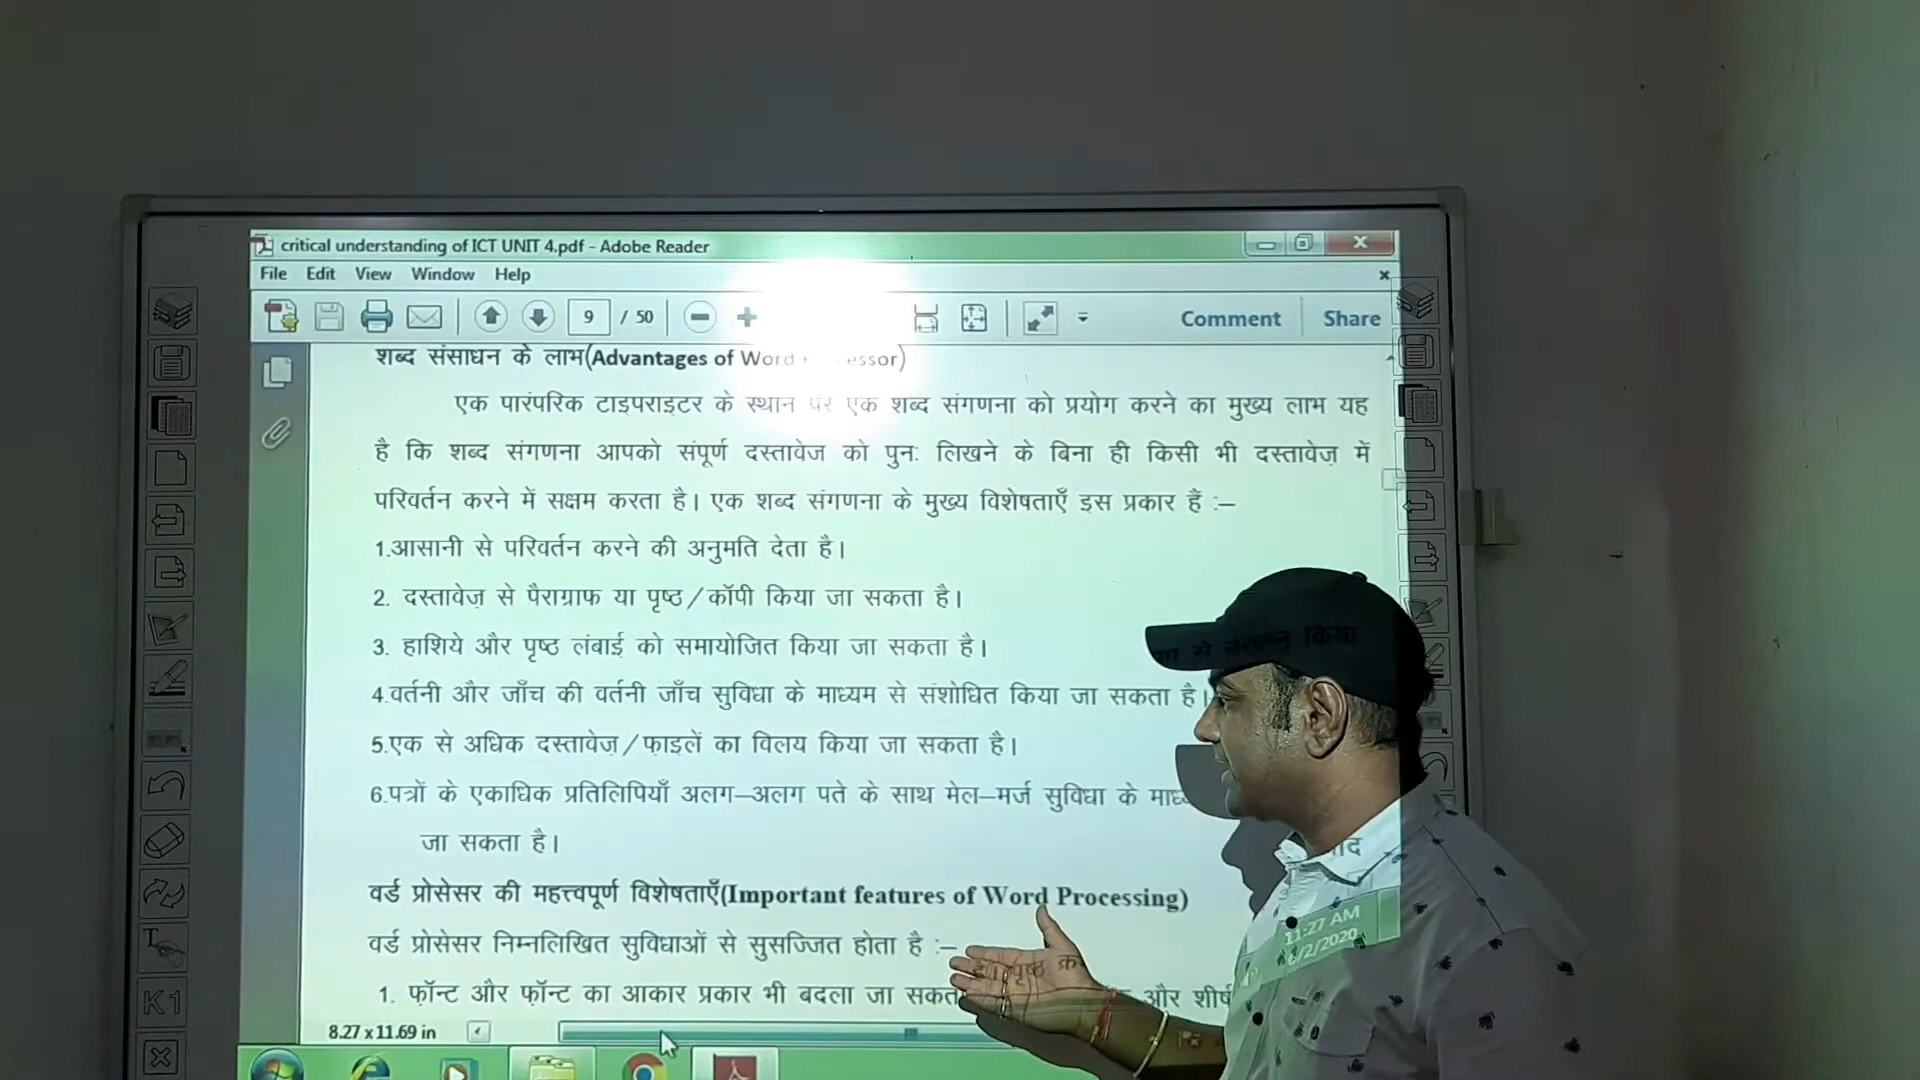 critical understanding of ICT UNIT 4.pdf - Adobe Reader
File Edit View Window Help
9 / 50 Comment Share
शब्द संसाधन के लाभ(Advantages of Word
एक पारंपरिक टाइपराइटर के स्थान पर एक शब्द संगणना को प्रयोग करने का मुख्य लाभ यह
है कि शब्द संगणना आपको संपूर्ण दस्तावेज को पुनः लिखने के बिना ही किसी भी दस्तावेज़ में
परिवर्तन करने में सक्षम करता है। एक शब्द संगणना के मुख्य विशेषताएँ इस प्रकार हैं :–
1.आसानी से परिवर्तन करने की अनुमति देता है।
2. दस्तावेज़ से पैराग्राफ या पृष्ठ/कॉपी किया जा सकता है।
3. हाशिये और पृष्ठ लंबाई को समायोजित किया जा सकता है।
4.वर्तनी और जाँच की वर्तनी जाँच सुविधा के माध्यम से संशोधित किया जा सकता है।
5.एक से अधिक दस्तावेज़/फ़ाइलें का विलय किया जा सकता है।
6.पत्रों के एकाधिक प्रतिलिपियाँ अलग–अलग पते के साथ मेल–मर्ज सुविधा के किया
जा सकता है।
वर्ड प्रोसेसर की महत्त्वपूर्ण विशेषताएँ(Important features of Word Processing)
वर्ड प्रोसेसर निम्नलिखित सुविधाओं से सुसज्जित होता है :–
1. फ़ॉन्ट और फ़ॉन्ट का आकार प्रकार भी बदला जा और
8.27 x 11.69 in
11:27 AM
6/2/2020
K1